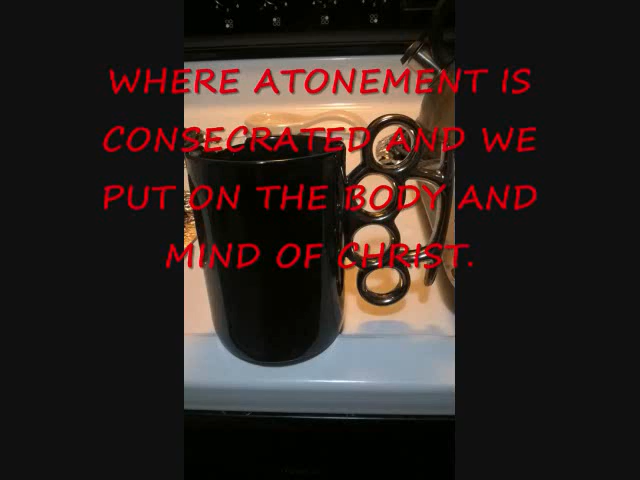 WHERE ATONEMENT IS
CONSECRATED AND WE
PUT ON THE BODY AND
MIND OF CHRIST.